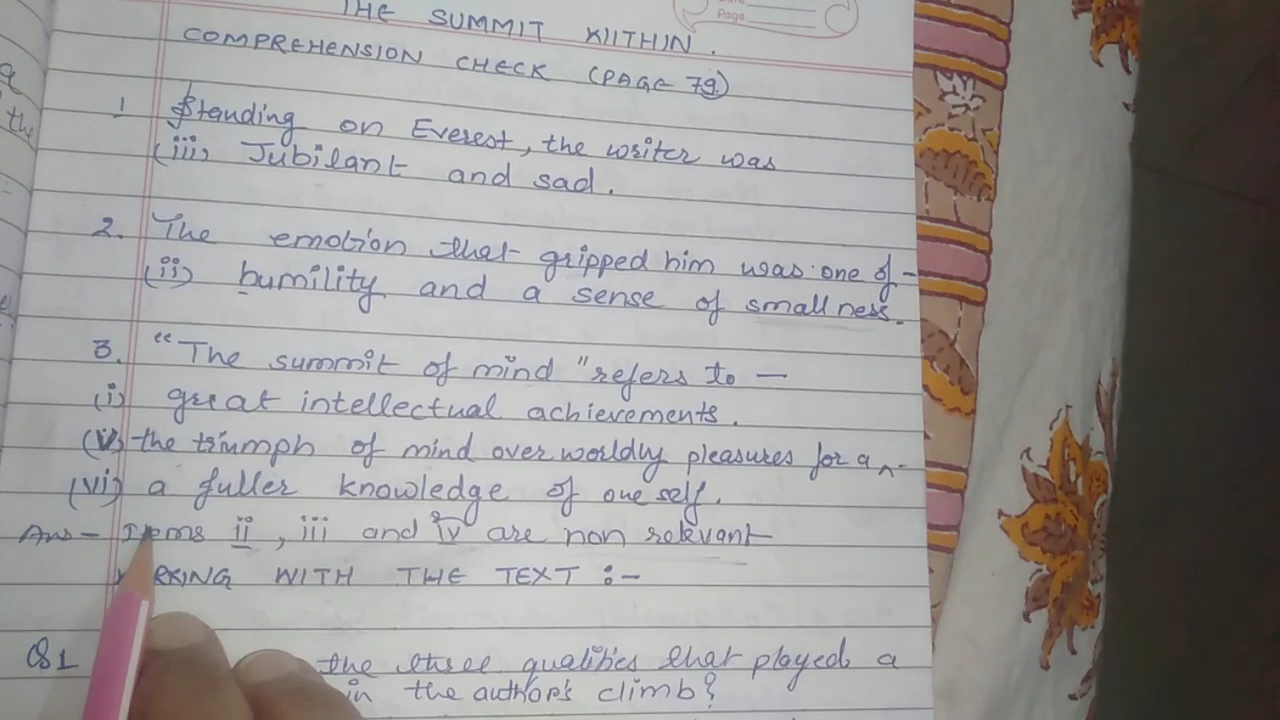 THE SUMMIT WITHIN.
Page
COMPREHENSION CHECK (PAGE 79)
1 Standing on Everest, the writer was
(iii) Jubilant and sad.
2. The emotion that gripped him was one of -
(ii) humility and a sense of smallness.
3. "The summit of mind" refers to —
(i) great intellectual achievements.
(v) the triumph of mind over worldly pleasures for a
(vi) a fuller knowledge of oneself.
Ans - ii, iii and iv are non relevant
WITH THE TEXT :-
Q1 the three qualities that played a
in the author's climb?